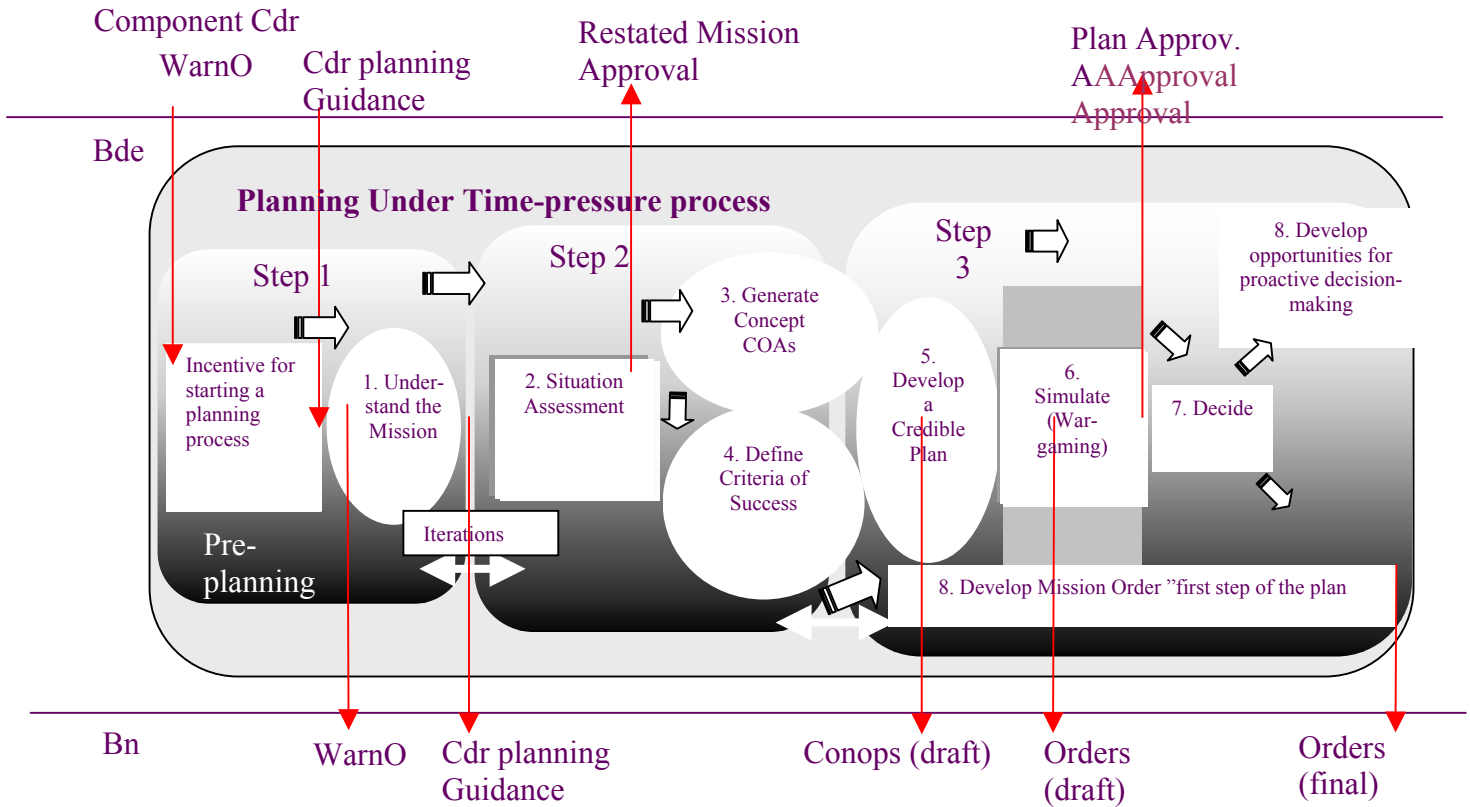 Component Cdr
WarnO
Cdr planning
Guidance
Restated Mission
Approval
Plan Approv.
AAApproval
Approval
Bde
Planning Under Time-pressure process
Step 1
Step 2
Step
3
Incentive for
starting a
planning
process
1. Under-
stand the
Mission
2. Situation
Assessment
3. Generate
Concept
COAs
4. Define
Criteria of
Success
5.
Develop
a
Credible
Plan
6.
Simulate
(War-
gaming)
7. Decide
8. Develop
opportunities for
proactive decision-
making
Iterations
Pre-
planning
8. Develop Mission Order ”first step of the plan
Bn
WarnO
Cdr planning
Guidance
Conops (draft)
Orders
(draft)
Orders
(final)